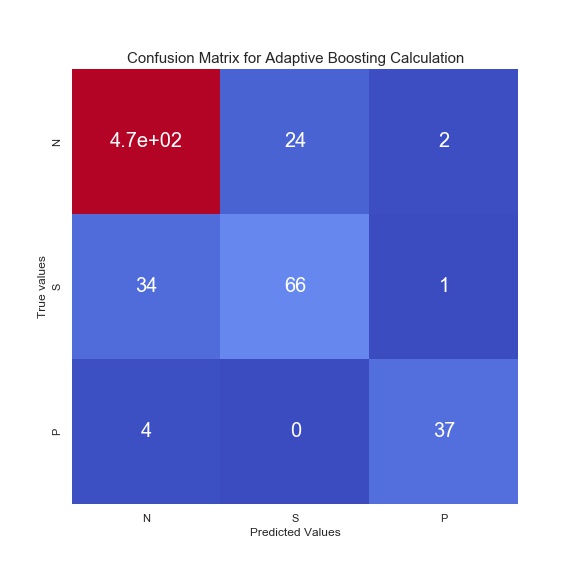 Confusion Matrix for Adaptive Boosting Calculation
N
4.7e+02 24 2
True values
S
34 66 1
P
4 0 37
N S P
Predicted Values